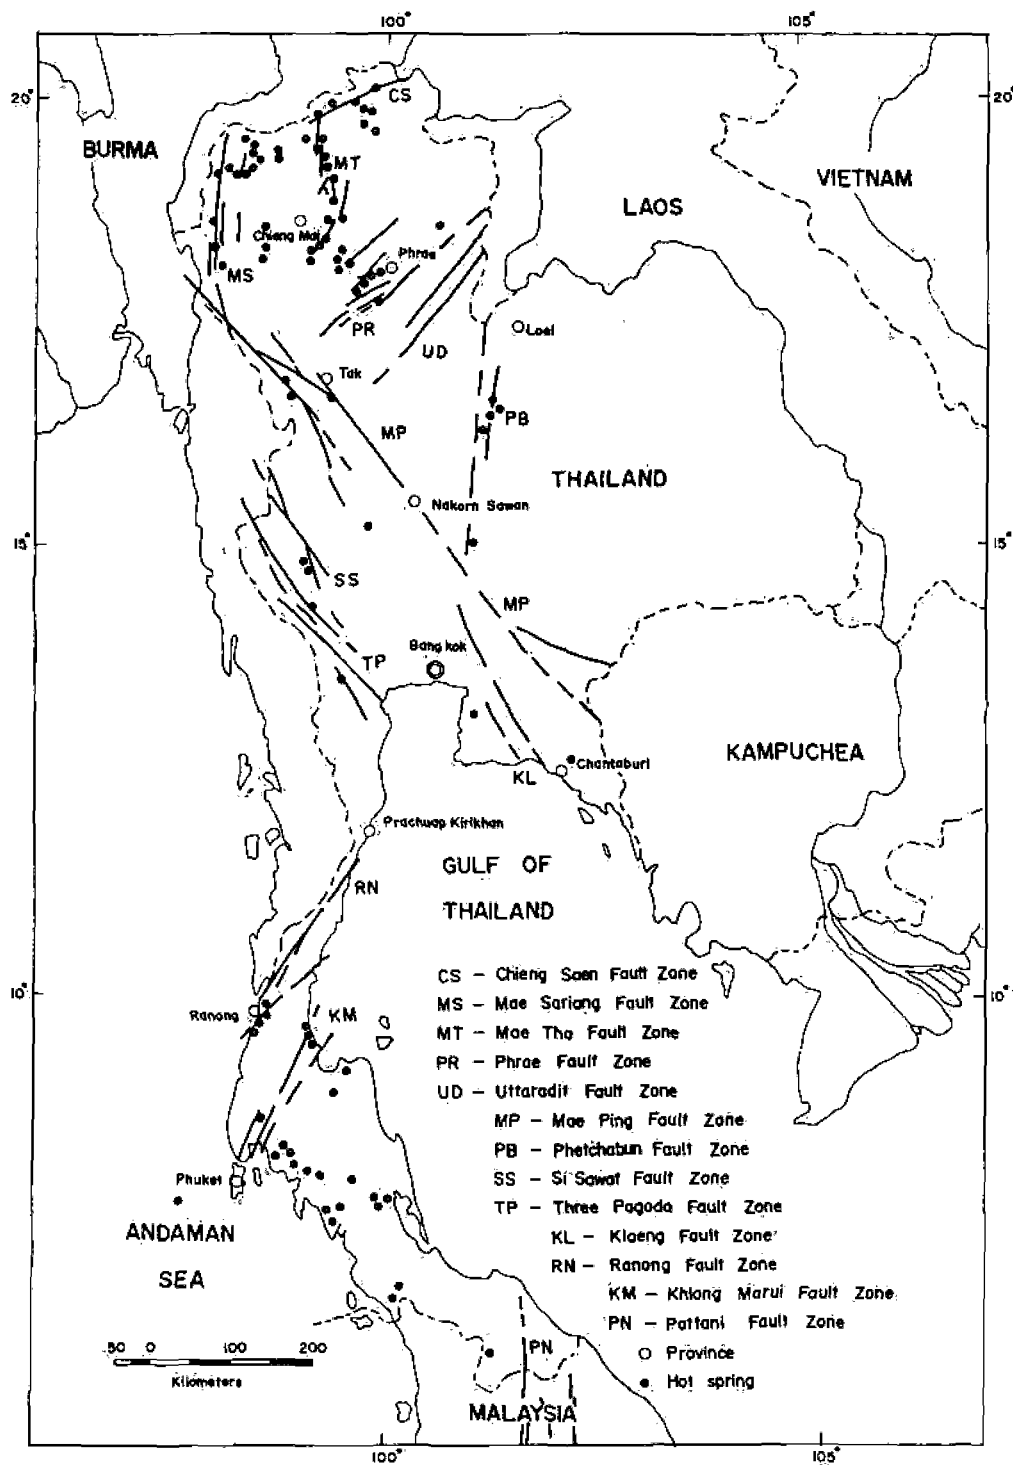 100°
105°
20°
20°
CS
BURMA
MT
VIETNAM
LAOS
Chieng Mai
Phrae
MS
PR
Loei
UD
Tak
MP
PB
THAILAND
Nakorn Sawan
15°
15°
SS
MP
Bangkok
TP
KAMPUCHEA
Chantaburi
KL
Prachuap Kirikhan
GULF OF
THAILAND
RN
CS – Chieng Saen Fault Zone
10°
10°
MS – Mae Sariang Fault Zone
Ranong
KM
MT – Mae Tha Fault Zone
PR – Phrae Fault Zone
UD – Uttaradit Fault Zone
MP – Mae Ping Fault Zone
PB – Phetchabun Fault Zone
Phuket
SS – Si Sawat Fault Zone
TP – Three Pagoda Fault Zone
ANDAMAN
SEA
KL – Klaeng Fault Zone
RN – Ranong Fault Zone
KM – Khlong Marui Fault Zone
PN – Pattani Fault Zone
PN
Province
50 0 100 200
Kilometers
Hot spring
MALAYSIA
100°
105°